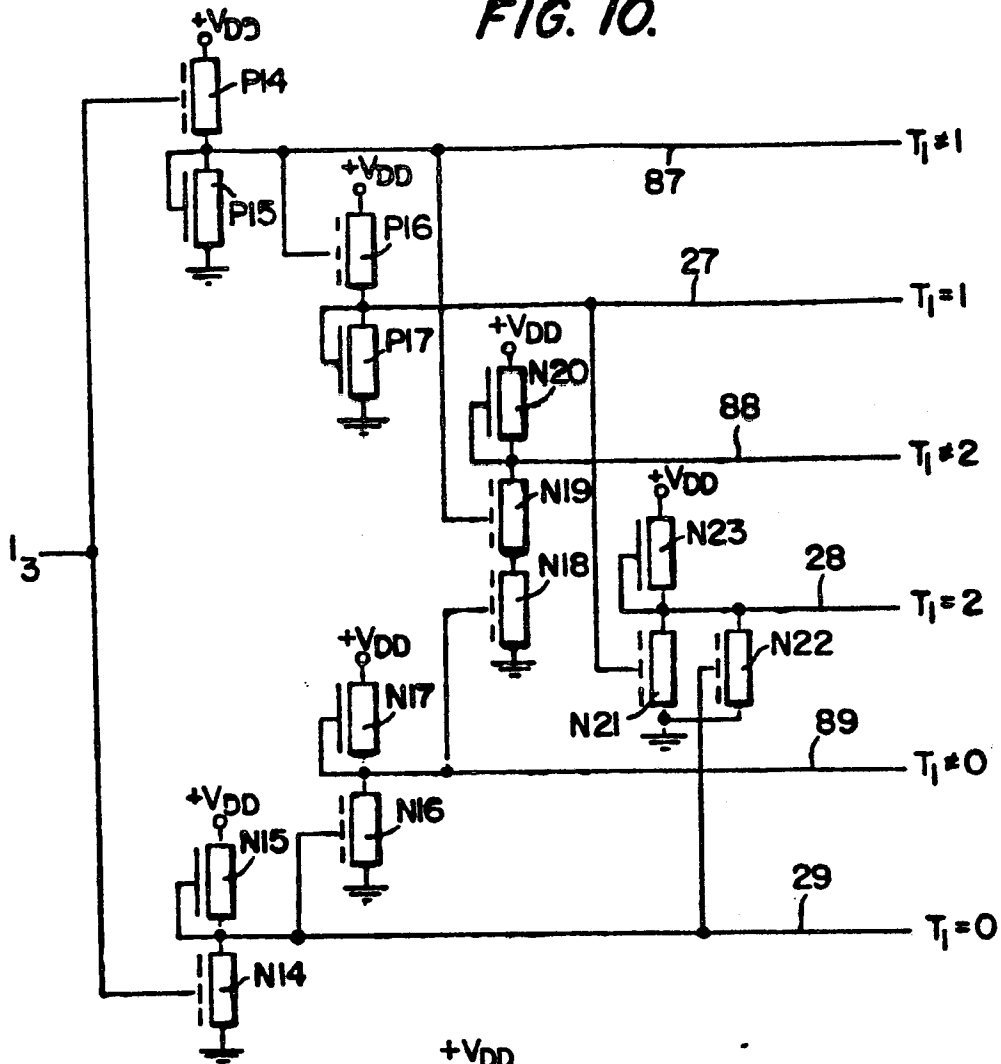 FIG. 10.
+VDD
P14
T1≠1
87
+VDD
P15
P16
27
T1=1
+VDD
P17
N20
88
T1≠2
+VDD
N19
N23
I3
N18
28
T1=2
+VDD
N22
N17
N21
89
T1≠0
+VDD
N16
N15
29
T1=0
N14
+VDD